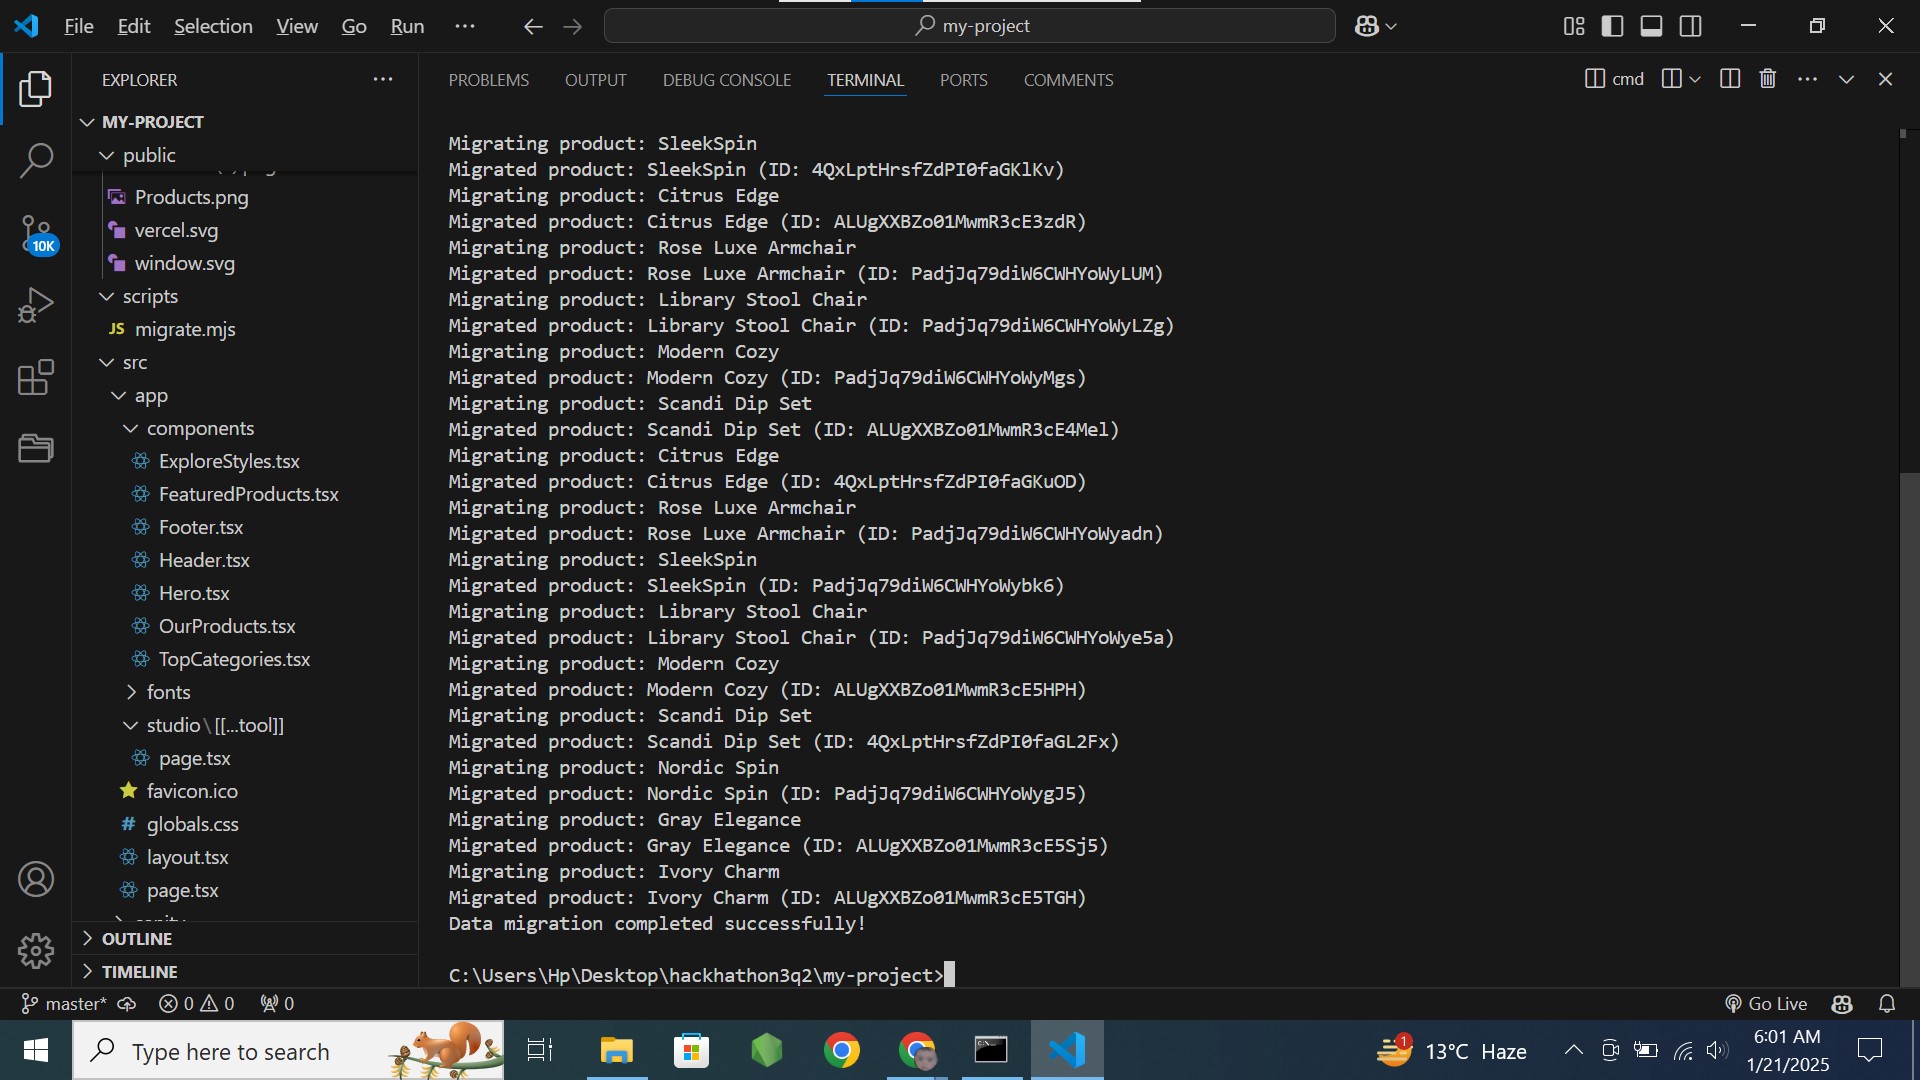 File Edit Selection View Go Run ··· my-project
EXPLORER ···
MY-PROJECT
public
Products.png
vercel.svg
window.svg
scripts
JS migrate.mjs
src
app
components
ExploreStyles.tsx
FeaturedProducts.tsx
Footer.tsx
Header.tsx
Hero.tsx
OurProducts.tsx
TopCategories.tsx
fonts
studio\[[...tool]]
page.tsx
favicon.ico
# globals.css
layout.tsx
page.tsx
OUTLINE
TIMELINE
10K
PROBLEMS OUTPUT DEBUG CONSOLE TERMINAL PORTS COMMENTS cmd ···
Migrating product: SleekSpin
Migrated product: SleekSpin (ID: 4QxLptHrsfZdPI0faGKlKv)
Migrating product: Citrus Edge
Migrated product: Citrus Edge (ID: ALUgXXBZo01MwmR3cE3zdR)
Migrating product: Rose Luxe Armchair
Migrated product: Rose Luxe Armchair (ID: PadjJq79diW6CWHYoWyLUM)
Migrating product: Library Stool Chair
Migrated product: Library Stool Chair (ID: PadjJq79diW6CWHYoWyLZg)
Migrating product: Modern Cozy
Migrated product: Modern Cozy (ID: PadjJq79diW6CWHYoWyMgs)
Migrating product: Scandi Dip Set
Migrated product: Scandi Dip Set (ID: ALUgXXBZo01MwmR3cE4Mel)
Migrating product: Citrus Edge
Migrated product: Citrus Edge (ID: 4QxLptHrsfZdPI0faGKuOD)
Migrating product: Rose Luxe Armchair
Migrated product: Rose Luxe Armchair (ID: PadjJq79diW6CWHYoWyadn)
Migrating product: SleekSpin
Migrated product: SleekSpin (ID: PadjJq79diW6CWHYoWybk6)
Migrating product: Library Stool Chair
Migrated product: Library Stool Chair (ID: PadjJq79diW6CWHYoWye5a)
Migrating product: Modern Cozy
Migrated product: Modern Cozy (ID: ALUgXXBZo01MwmR3cE5HPH)
Migrating product: Scandi Dip Set
Migrated product: Scandi Dip Set (ID: 4QxLptHrsfZdPI0faGL2Fx)
Migrating product: Nordic Spin
Migrated product: Nordic Spin (ID: PadjJq79diW6CWHYoWygJ5)
Migrating product: Gray Elegance
Migrated product: Gray Elegance (ID: ALUgXXBZo01MwmR3cE5Sj5)
Migrating product: Ivory Charm
Migrated product: Ivory Charm (ID: ALUgXXBZo01MwmR3cE5TGH)
Data migration completed successfully!
C:\Users\Hp\Desktop\hackhathon3q2\my-project>
master* 0 0 0 Go Live
Type here to search 1 13°C Haze 6:01 AM
1/21/2025